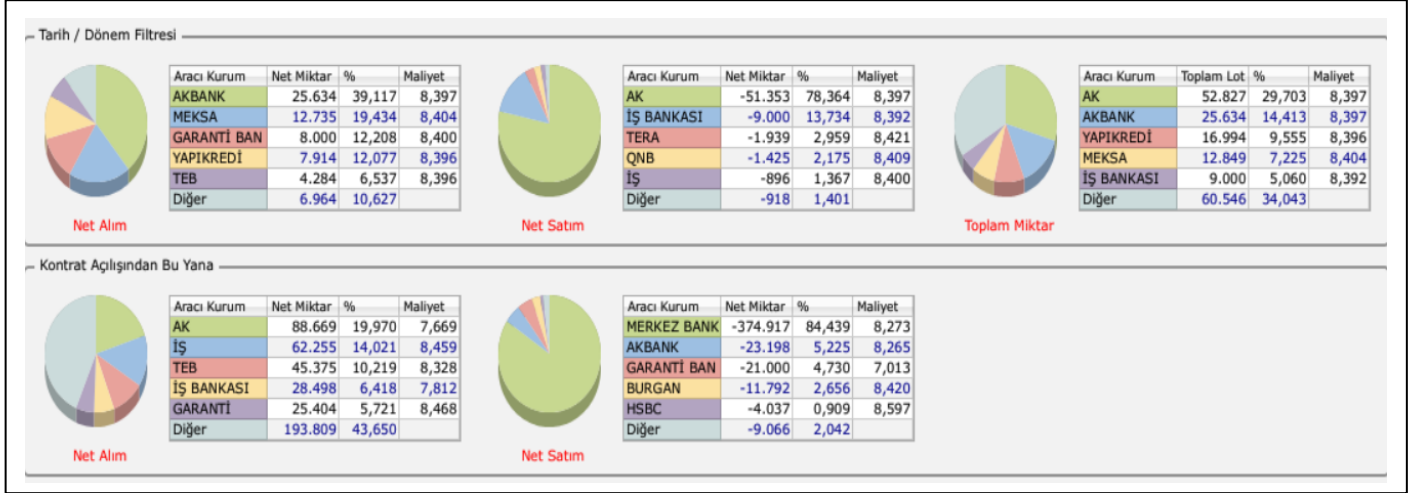 Tarih / Dönem Filtresi
Aracı Kurum Net Miktar % Maliyet
AKBANK 25.634 39,117 8,397
MEKSA 12.735 19,434 8,404
GARANTİ BAN 8.000 12,208 8,400
YAPIKREDİ 7.914 12,077 8,396
TEB 4.284 6,537 8,396
Diğer 6.964 10,627
Net Alım
Aracı Kurum Net Miktar % Maliyet
AK -51.353 78,364 8,397
İŞ BANKASI -9.000 13,734 8,392
TERA -1.939 2,959 8,421
QNB -1.425 2,175 8,409
İŞ -896 1,367 8,400
Diğer -918 1,401
Net Satım
Aracı Kurum Toplam Lot % Maliyet
AK 52.827 29,703 8,397
AKBANK 25.634 14,413 8,397
YAPIKREDİ 16.994 9,555 8,396
MEKSA 12.849 7,225 8,404
İŞ BANKASI 9.000 5,060 8,392
Diğer 60.546 34,043
Toplam Miktar
Kontrat Açılışından Bu Yana
Aracı Kurum Net Miktar % Maliyet
AK 88.669 19,970 7,669
İŞ 62.255 14,021 8,459
TEB 45.375 10,219 8,328
İŞ BANKASI 28.498 6,418 7,812
GARANTİ 25.404 5,721 8,468
Diğer 193.809 43,650
Net Alım
Aracı Kurum Net Miktar % Maliyet
MERKEZ BANK -374.917 84,439 8,273
AKBANK -23.198 5,225 8,265
GARANTİ BAN -21.000 4,730 7,013
BURGAN -11.792 2,656 8,420
HSBC -4.037 0,909 8,597
Diğer -9.066 2,042
Net Satım